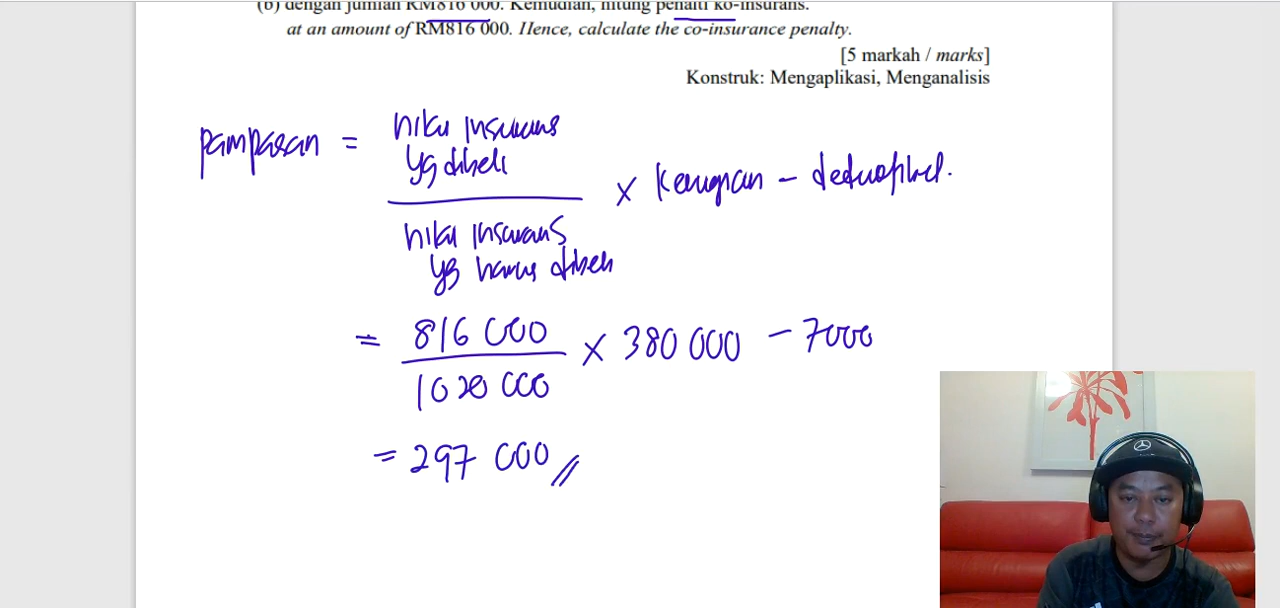 (b) dengan jumlah RM816 000. Kemudian, hitung penalti ko-insurans.
at an amount of RM816 000. Hence, calculate the co-insurance penalty.
[5 markah / marks]
Konstruk: Mengaplikasi, Menganalisis
pampasan = nilai insurans
yg dibeli
× kerugian –
nilai insurans
yg harus dibeli
= 816 000 × 380 000 – 7000
1 020 000
= 297 000 //